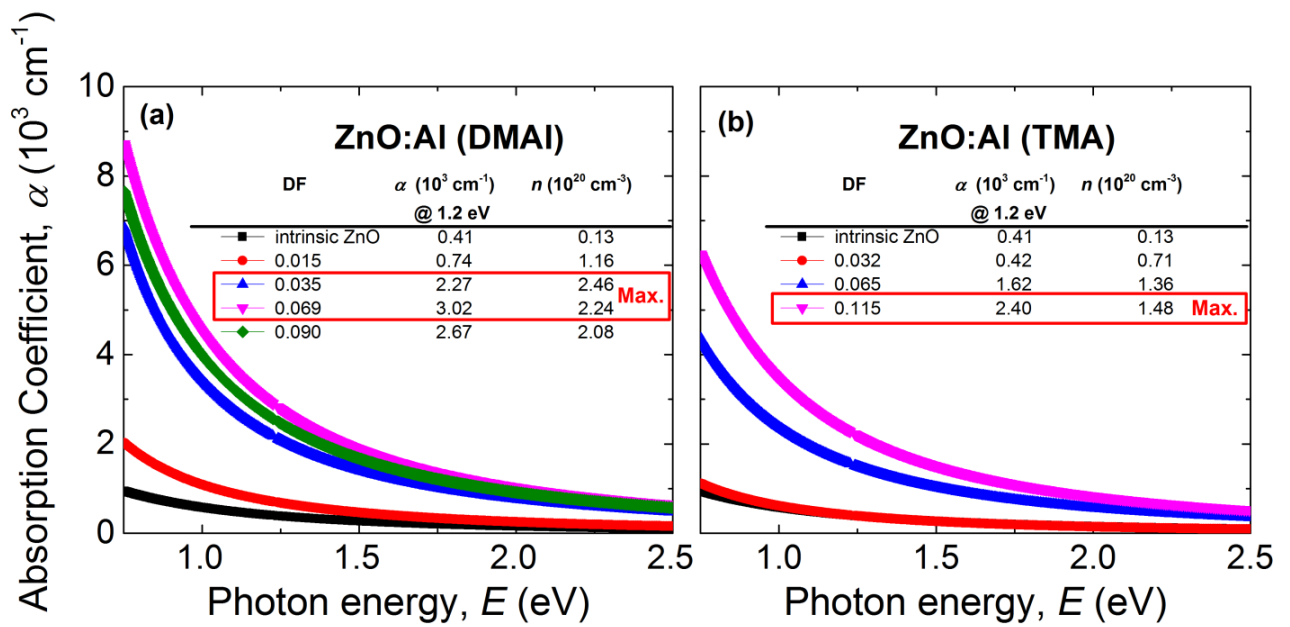 Absorption Coefficient, α (10³ cm⁻¹)
10
8
6
4
2
0
(a)
ZnO:Al (DMAI)
DF α (10³ cm⁻¹) n (10²⁰ cm⁻³)
@ 1.2 eV
intrinsic ZnO 0.41 0.13
0.015 0.74 1.16
0.035 2.27 2.46
0.069 3.02 2.24
Max.
0.090 2.67 2.08
1.0 1.5 2.0 2.5
Photon energy, E (eV)
(b)
ZnO:Al (TMA)
DF α (10³ cm⁻¹) n (10²⁰ cm⁻³)
@ 1.2 eV
intrinsic ZnO 0.41 0.13
0.032 0.42 0.71
0.065 1.62 1.36
0.115 2.40 1.48 Max.
1.0 1.5 2.0 2.5
Photon energy, E (eV)